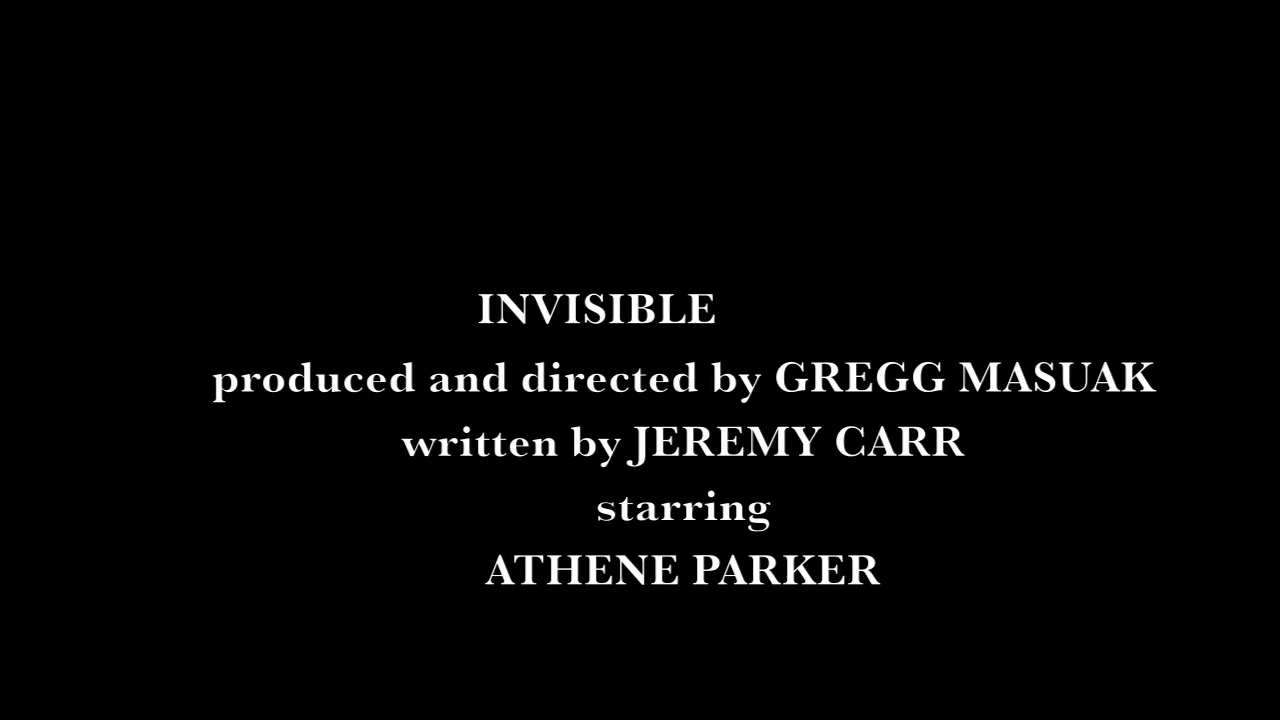 INVISIBLE
produced and directed by GREGG MASUAK
written by JEREMY CARR
starring
ATHENE PARKER